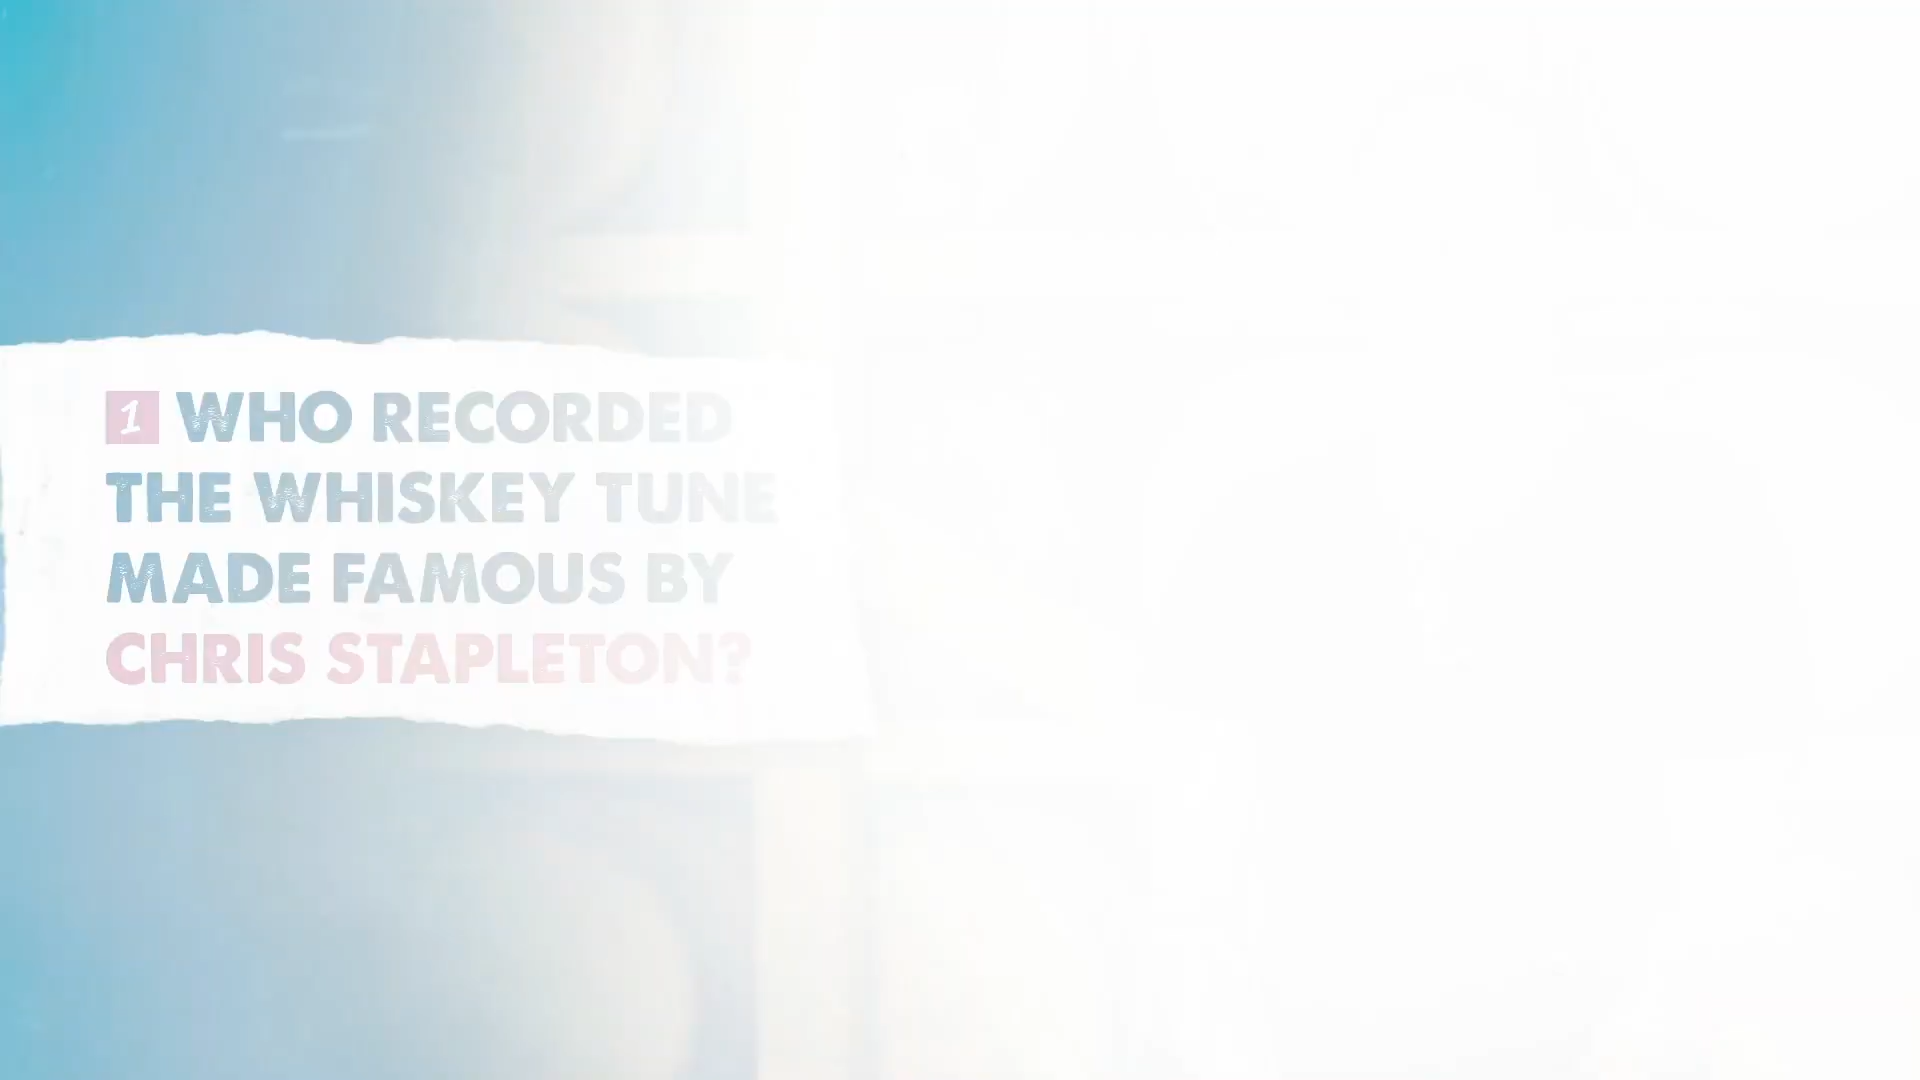 1 WHO RECORDED
THE WHISKEY TUNE
MADE FAMOUS BY
CHRIS STAPLETON?